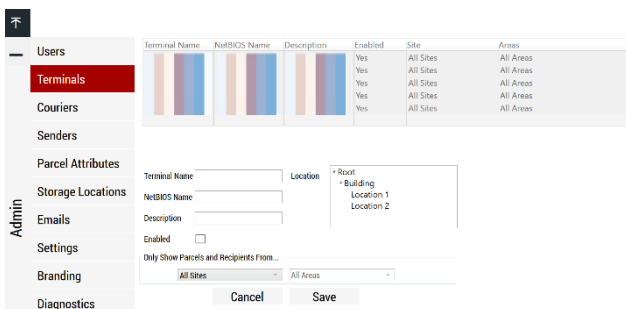 Admin
Users
Terminals
Couriers
Senders
Parcel Attributes
Storage Locations
Emails
Settings
Branding
Diagnostics
Terminal Name NetBIOS Name Description Enabled Site Areas
Yes All Sites All Areas
Yes All Sites All Areas
Yes All Sites All Areas
Yes All Sites All Areas
Yes All Sites All Areas
Terminal Name
NetBIOS Name
Description
Enabled
Location
Root
Building
Location 1
Location 2
Only Show Parcels and Recipients From...
All Sites All Areas
Cancel Save